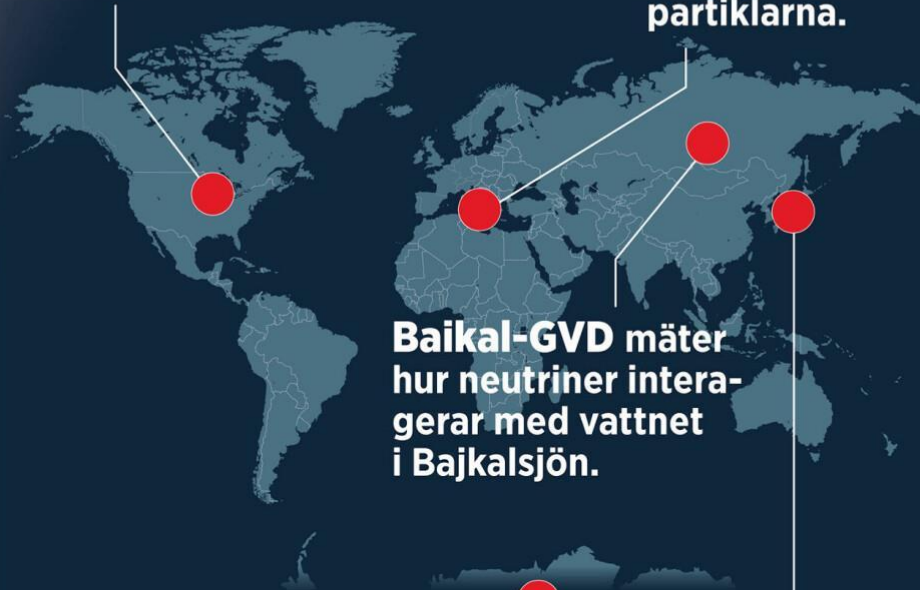 partiklarna.
Baikal-GVD mäter
hur neutriner intera-
gerar med vattnet
i Bajkalsjön.